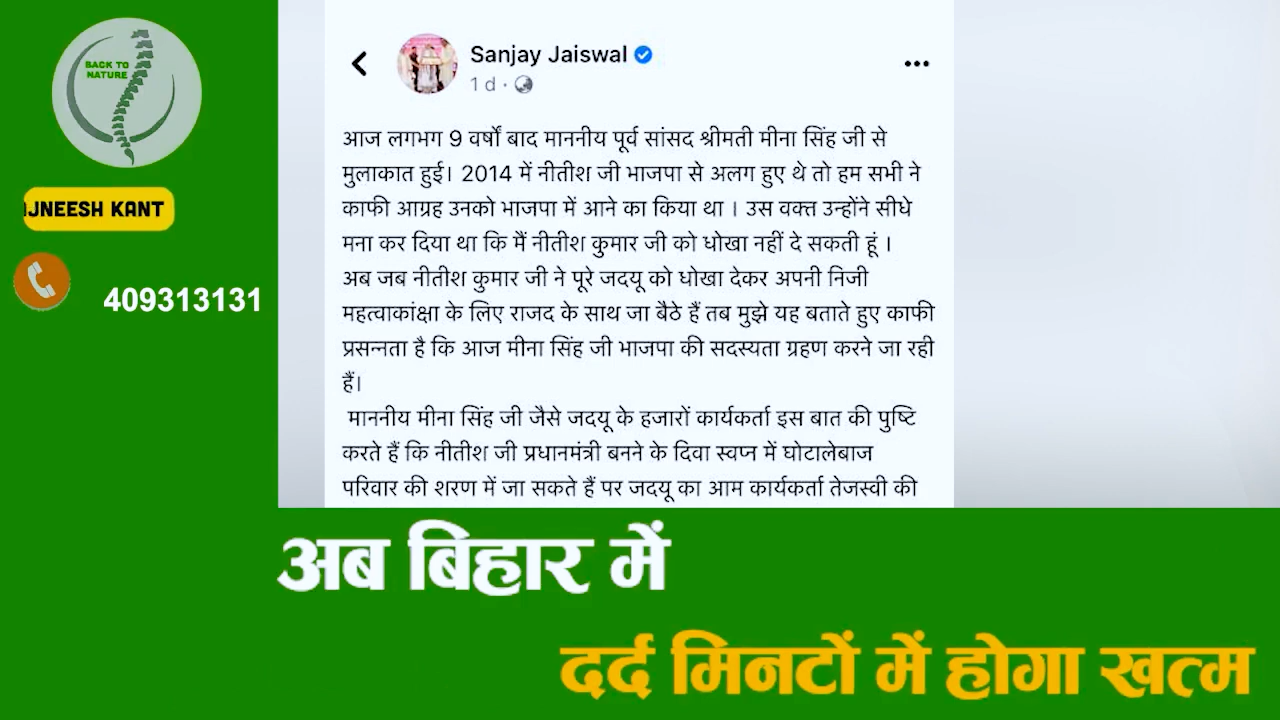 BACK TO
NATURE
JNEESH KANT
409313131
Sanjay Jaiswal
1 d
आज लगभग 9 वर्षों बाद माननीय पूर्व सांसद श्रीमती मीना सिंह जी से
मुलाकात हुई। 2014 में नीतीश जी भाजपा से अलग हुए थे तो हम सभी ने
काफी आग्रह उनको भाजपा में आने का किया था । उस वक्त उन्होंने सीधे
मना कर दिया था कि मैं नीतीश कुमार जी को धोखा नहीं दे सकती हूं ।
अब जब नीतीश कुमार जी ने पूरे जदयू को धोखा देकर अपनी निजी
महत्वाकांक्षा के लिए राजद के साथ जा बैठे हैं तब मुझे यह बताते हुए काफी
प्रसन्नता है कि आज मीना सिंह जी भाजपा की सदस्यता ग्रहण करने जा रही
हैं।
माननीय मीना सिंह जी जैसे जदयू के हजारों कार्यकर्ता इस बात की पुष्टि
करते हैं कि नीतीश जी प्रधानमंत्री बनने के दिवा स्वप्न में घोटालेबाज
परिवार की शरण में जा सकते हैं पर जदयू का आम कार्यकर्ता तेजस्वी की
अब बिहार में
दर्द मिनटों में होगा खत्म